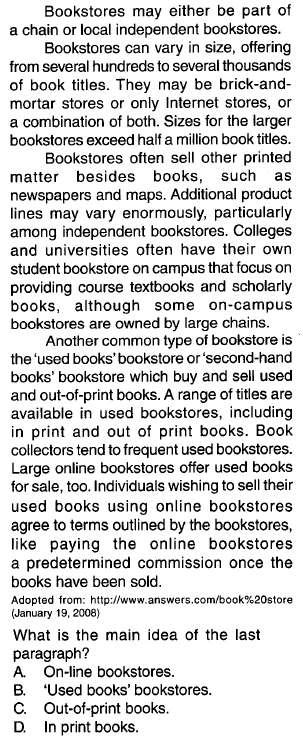 Bookstores may either be part of
a chain or local independent bookstores.
Bookstores can vary in size, offering
from several hundreds to several thousands
of book titles. They may be brick-and-
mortar stores or only Internet stores, or
a combination of both. Sizes for the larger
bookstores exceed half a million book titles.
Bookstores often sell other printed
matter besides books, such as
newspapers and maps. Additional product
lines may vary enormously, particularly
among independent bookstores. Colleges
and universities often have their own
student bookstore on campus that focus on
providing course textbooks and scholarly
books, although some on-campus
bookstores are owned by large chains.
Another common type of bookstore is
the 'used books' bookstore or 'second-hand
books' bookstore which buy and sell used
and out-of-print books. A range of titles are
available in used bookstores, including
in print and out of print books. Book
collectors tend to frequent used bookstores.
Large online bookstores offer used books
for sale, too. Individuals wishing to sell their
used books using online bookstores
agree to terms outlined by the bookstores,
like paying the online bookstores
a predetermined commission once the
books have been sold.
Adopted from: http://www.answers.com/book%20store
(January 19, 2008)
What is the main idea of the last
paragraph?
A. On-line bookstores.
B. 'Used books' bookstores.
C. Out-of-print books.
D. In print books.